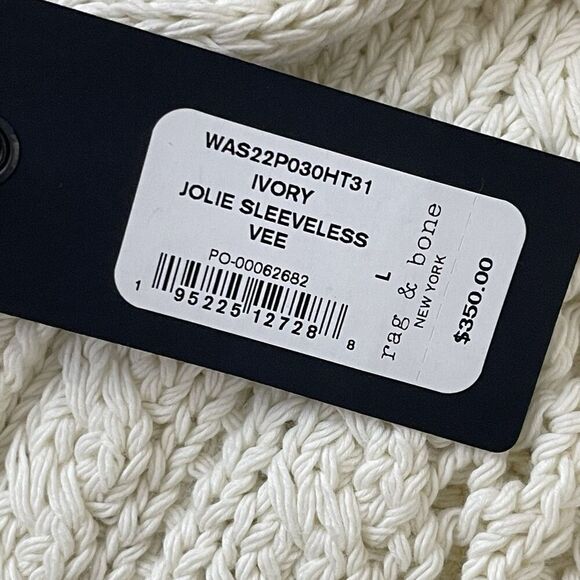 WAS22P030HT31
IVORY
JOLIE SLEEVELESS
VEE
PO-00062682
1 95225 12728 8
L
rag & bone
NEW YORK
$350.00